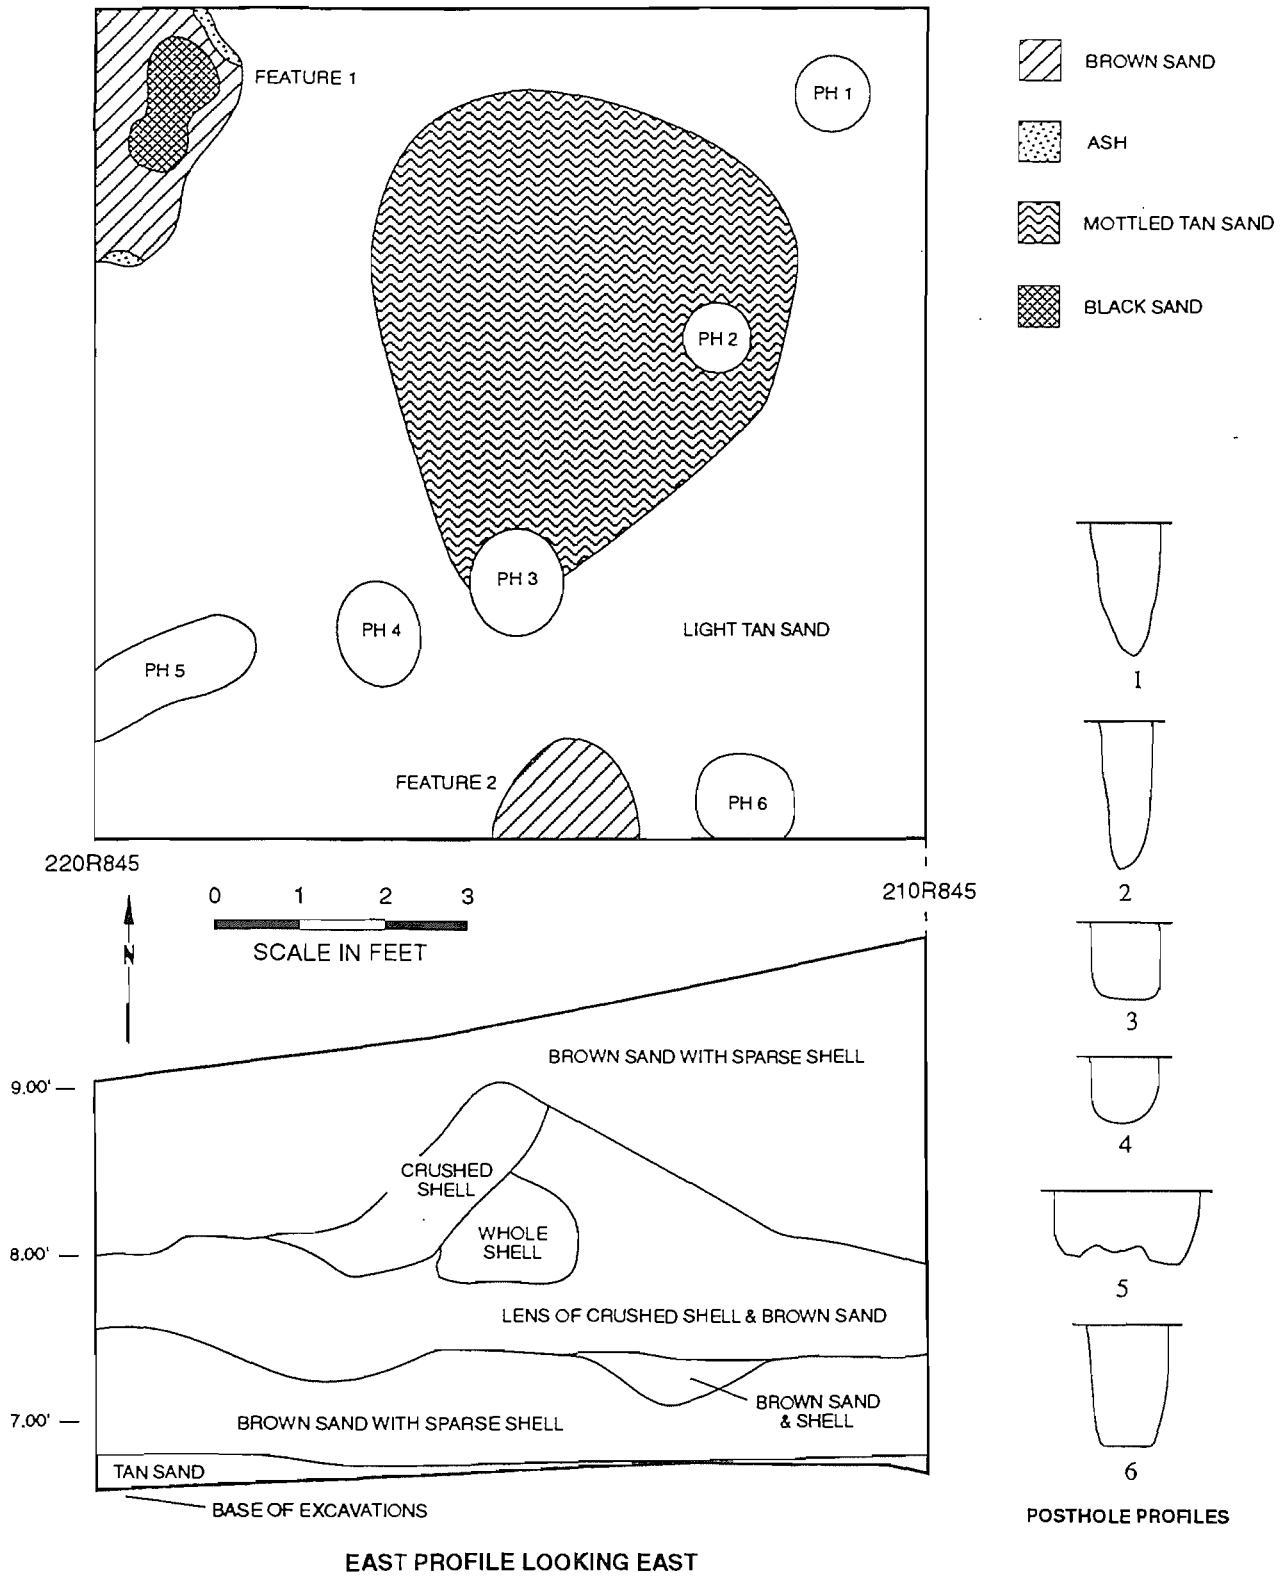 FEATURE 1
PH 1
PH 2
PH 3
PH 4
PH 5
LIGHT TAN SAND
FEATURE 2
PH 6
BROWN SAND
ASH
MOTTLED TAN SAND
BLACK SAND
220R845
210R845
0 1 2 3
SCALE IN FEET
N
9.00'
8.00'
7.00'
BROWN SAND WITH SPARSE SHELL
CRUSHED
SHELL
WHOLE
SHELL
LENS OF CRUSHED SHELL & BROWN SAND
BROWN SAND
& SHELL
BROWN SAND WITH SPARSE SHELL
TAN SAND
BASE OF EXCAVATIONS
EAST PROFILE LOOKING EAST
1
2
3
4
5
6
POSTHOLE PROFILES